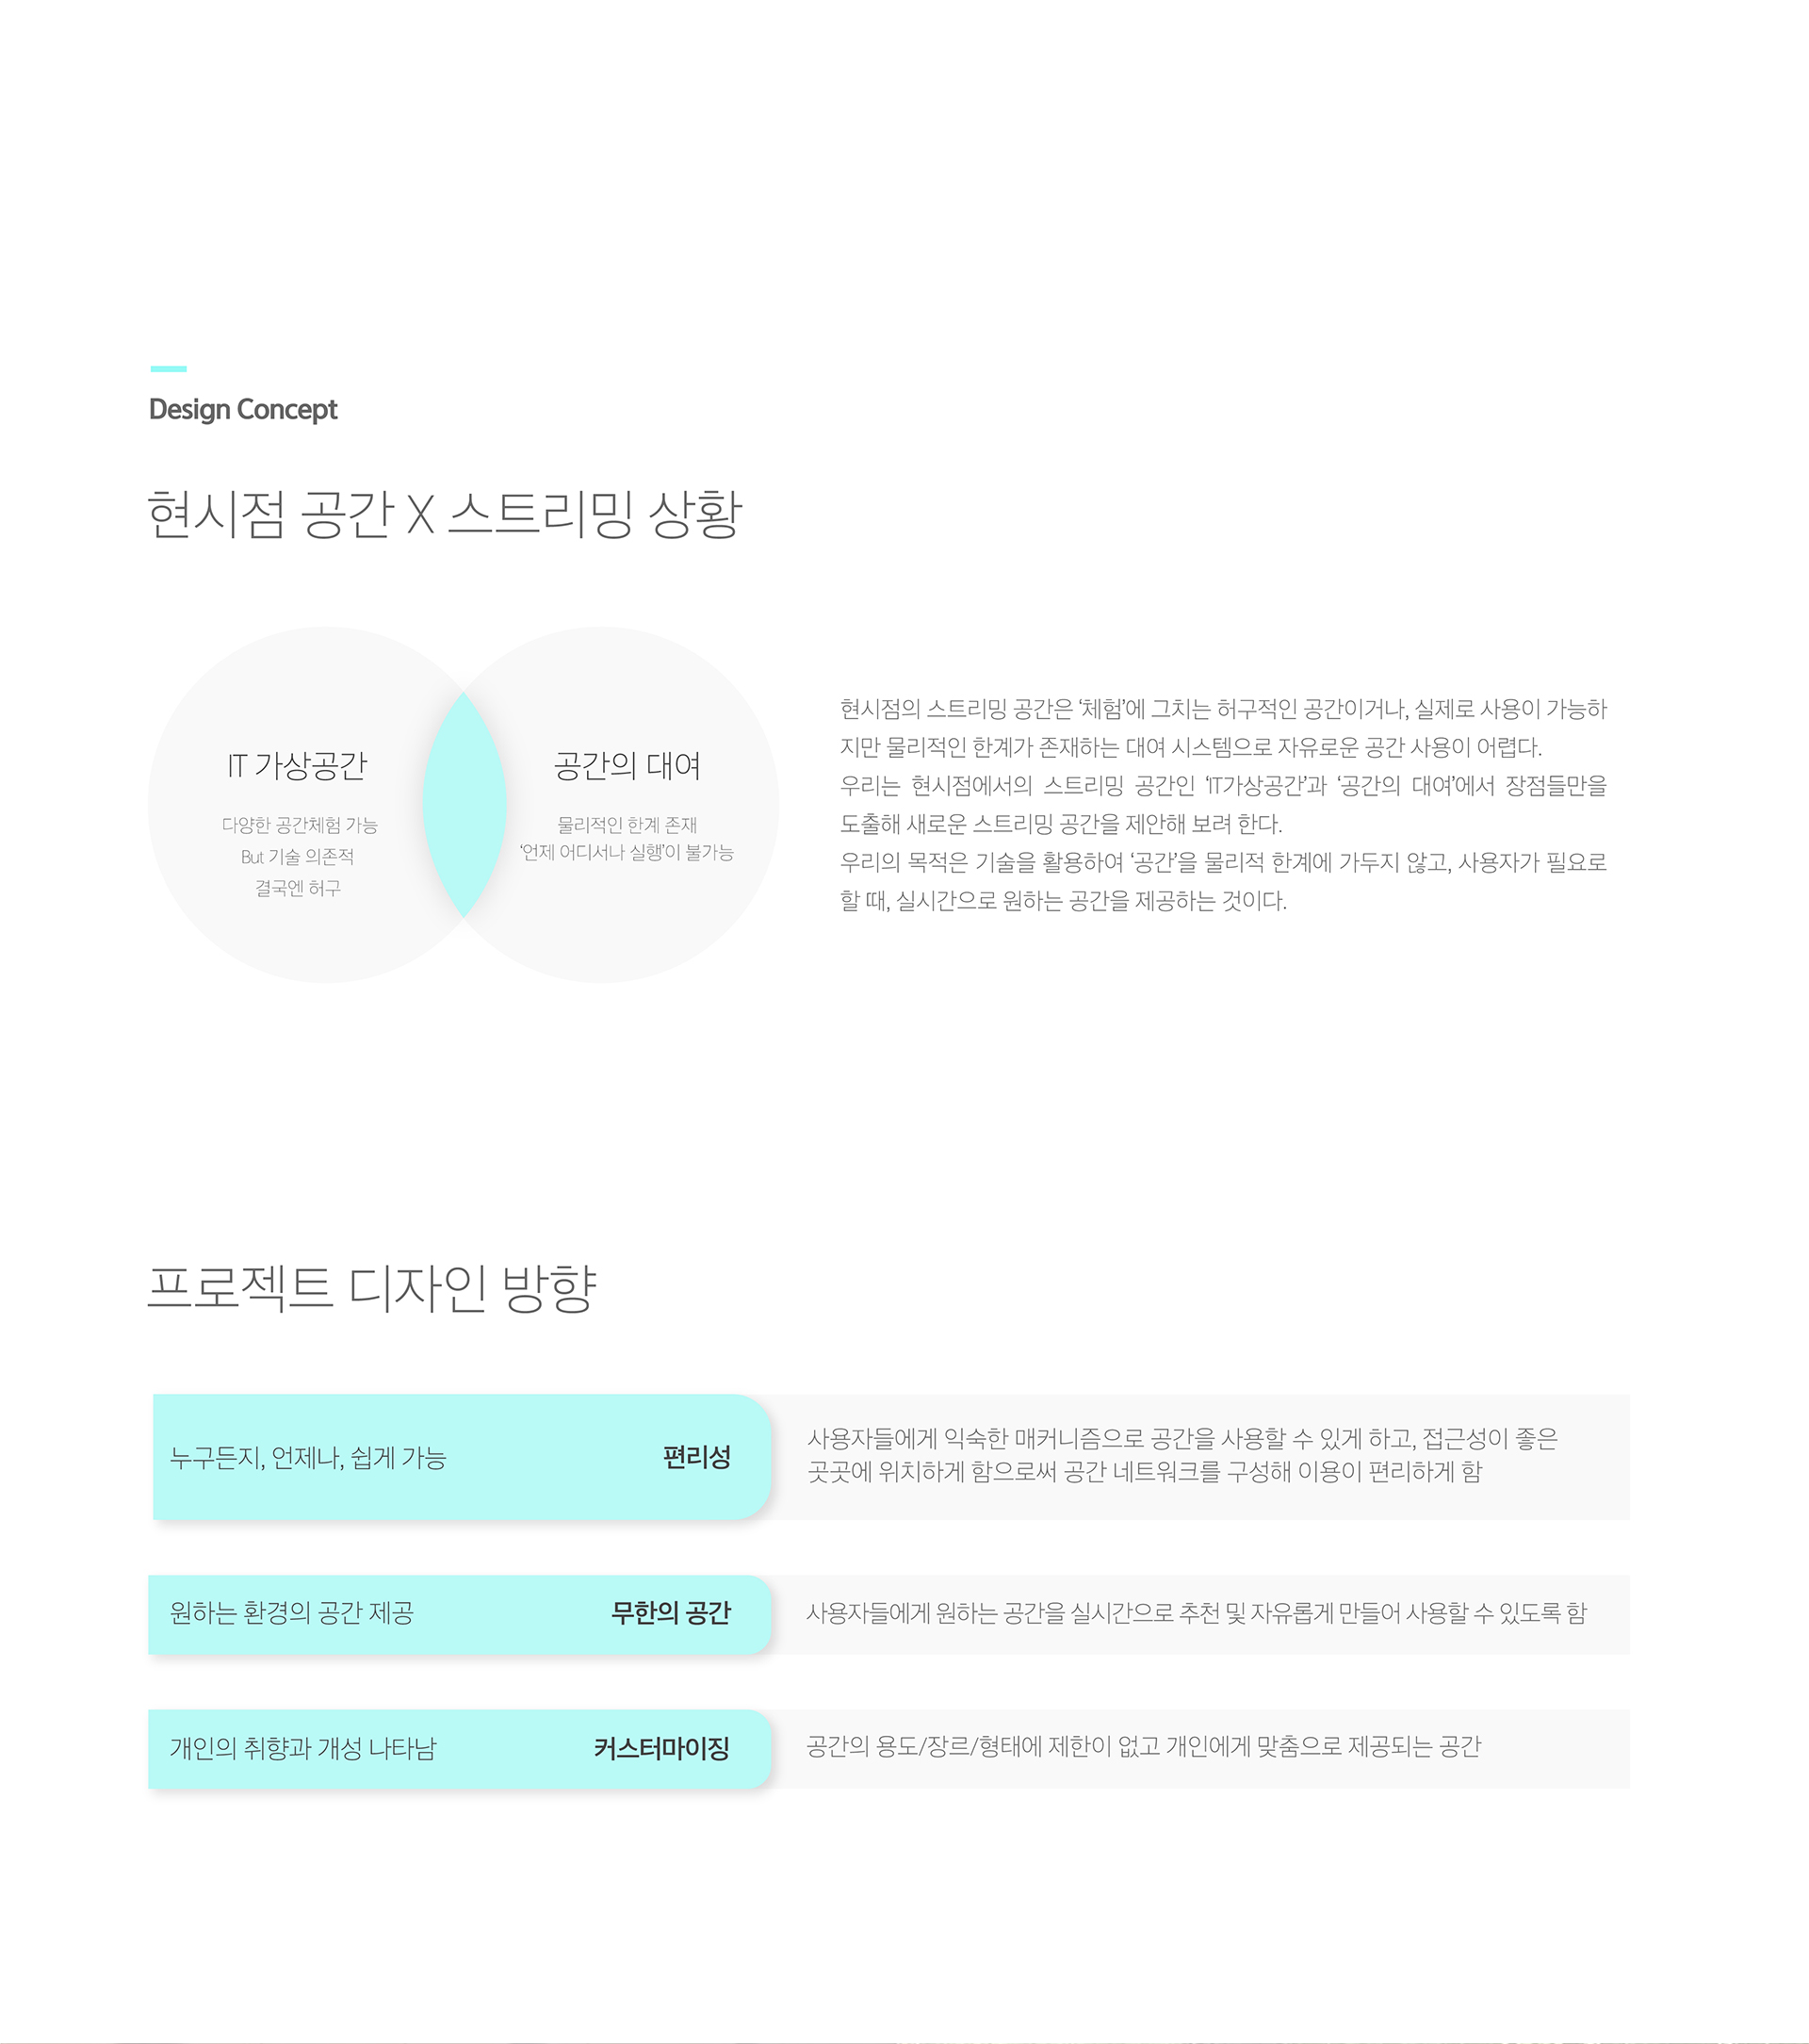 Design Concept
현시점 공간 X 스트리밍 상황
IT 가상공간
다양한 공간체험 가능
But 기술 의존적
결국엔 허구
공간의 대여
물리적인 한계 존재
‘언제 어디서나 실행’이 불가능
현시점의 스트리밍 공간은 ‘체험’에 그치는 허구적인 공간이거나, 실제로 사용이 가능하
지만 물리적인 한계가 존재하는 대여 시스템으로 자유로운 공간 사용이 어렵다.
우리는 현시점에서의 스트리밍 공간인 ‘IT가상공간’과 ‘공간의 대여’에서 장점들만을
도출해 새로운 스트리밍 공간을 제안해 보려 한다.
우리의 목적은 기술을 활용하여 ‘공간’을 물리적 한계에 가두지 않고, 사용자가 필요로
할 때, 실시간으로 원하는 공간을 제공하는 것이다.
프로젝트 디자인 방향
누구든지, 언제나, 쉽게 가능
편리성
사용자들에게 익숙한 매커니즘으로 공간을 사용할 수 있게 하고, 접근성이 좋은
곳곳에 위치하게 함으로써 공간 네트워크를 구성해 이용이 편리하게 함
원하는 환경의 공간 제공
무한의 공간
사용자들에게 원하는 공간을 실시간으로 추천 및 자유롭게 만들어 사용할 수 있도록 함
개인의 취향과 개성 나타남
커스터마이징
공간의 용도/장르/형태에 제한이 없고 개인에게 맞춤으로 제공되는 공간